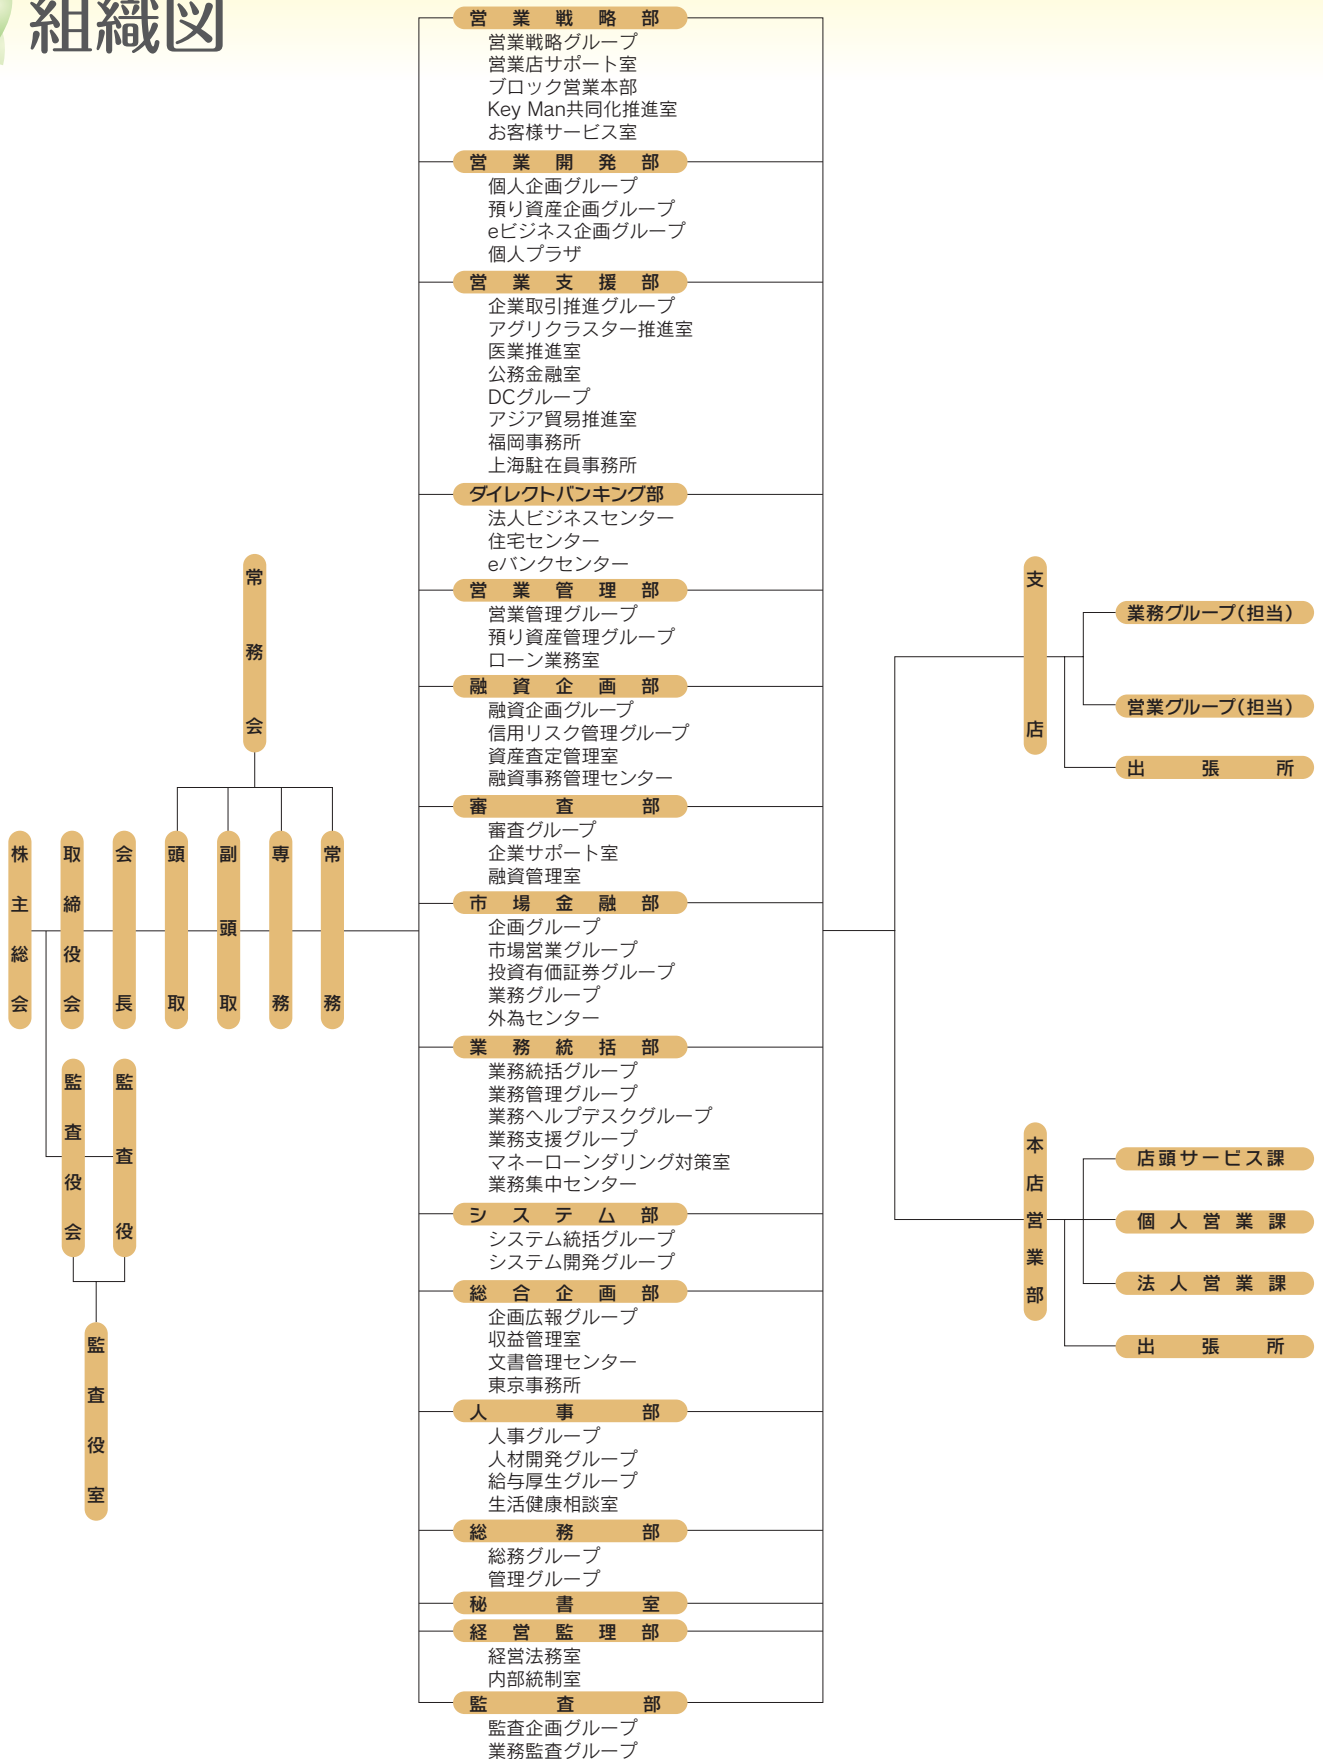 組織図
常務会
株主総会
取締役会
会長
頭取
副頭取
専務
常務
監査役会
監査役
監査役室
営業戦略部
営業戦略グループ
営業店サポート室
ブロック営業本部
Key Man共同化推進室
お客様サービス室
営業開発部
個人企画グループ
預り資産企画グループ
eビジネス企画グループ
個人プラザ
営業支援部
企業取引推進グループ
アグリクラスター推進室
医業推進室
公務金融室
DCグループ
アジア貿易推進室
福岡事務所
上海駐在員事務所
ダイレクトバンキング部
法人ビジネスセンター
住宅センター
eバンクセンター
営業管理部
営業管理グループ
預り資産管理グループ
ローン業務室
融資企画部
融資企画グループ
信用リスク管理グループ
資産査定管理室
融資事務管理センター
審査部
審査グループ
企業サポート室
融資管理室
市場金融部
企画グループ
市場営業グループ
投資有価証券グループ
業務グループ
外為センター
業務統括部
業務統括グループ
業務管理グループ
業務ヘルプデスクグループ
業務支援グループ
マネーローンダリング対策室
業務集中センター
システム部
システム統括グループ
システム開発グループ
総合企画部
企画広報グループ
収益管理室
文書管理センター
東京事務所
人事部
人事グループ
人材開発グループ
給与厚生グループ
生活健康相談室
総務部
総務グループ
管理グループ
秘書室
経営監理部
経営法務室
内部統制室
監査部
監査企画グループ
業務監査グループ
支店
業務グループ(担当)
営業グループ(担当)
出張所
本店営業部
店頭サービス課
個人営業課
法人営業課
出張所